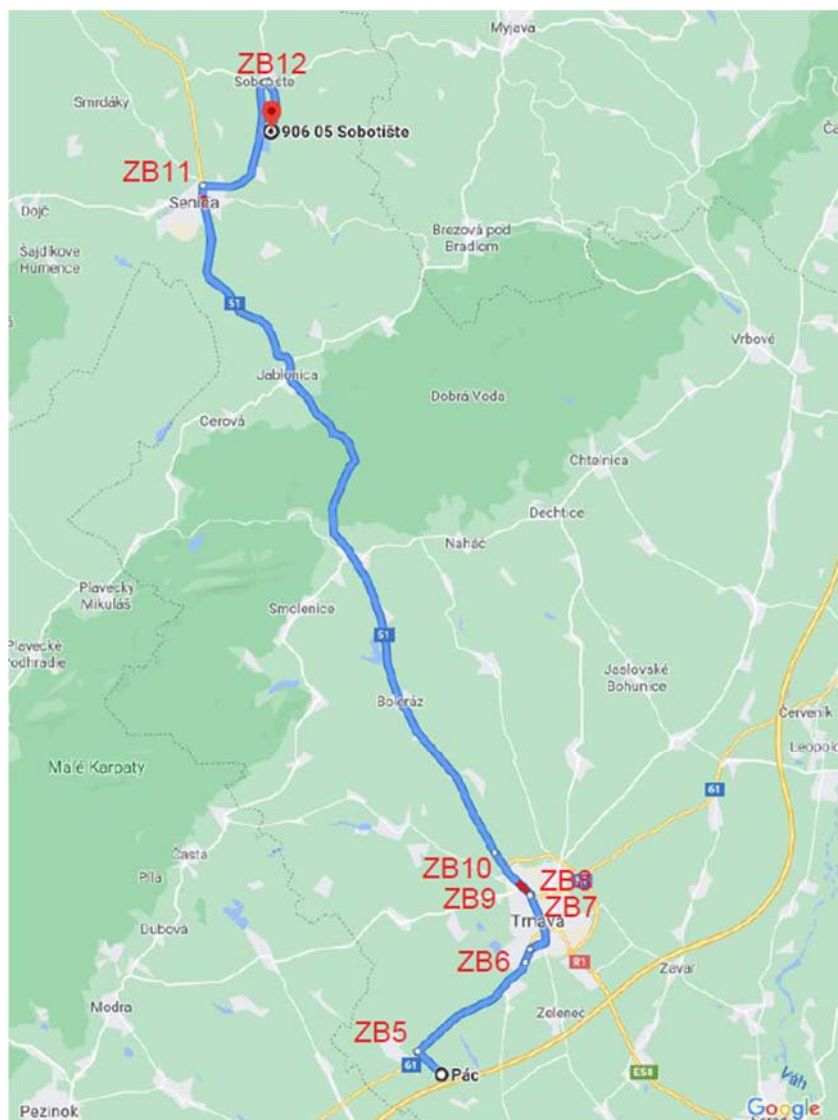 ZB12
Myjava
Sobotište
Smrdáky
906 05 Sobotište
ZB11
Senica
Dojč
Šajdíkove
Humence
Brezová pod
Bradlom
51
Vrbové
Jablonica
Cerová
Dobrá Voda
Chtelnica
Dechtice
Naháč
Plavecký
Mikuláš
Smolenice
51
Plavecké
Podhradie
Jaslovské
Bohunice
Boleráz
Červeník
Leopold
Malé Karpaty
61
Častá
ZB10
ZB8
Píla
ZB9
ZB7
Trnava
Dubová
ZB6
R1
Zavar
Modra
Zeleneč
ZB5
61
Pác
E58
Váh
Pezinok
Google